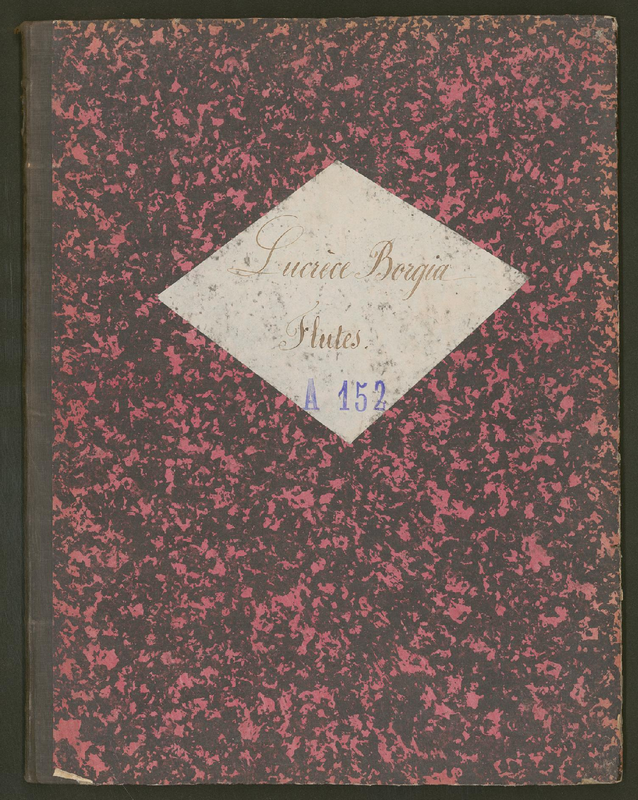 Lucrèce Borgia
Flutes.
A 152